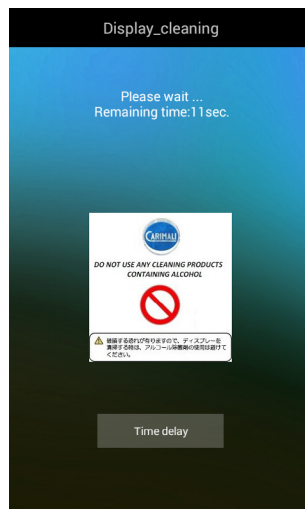 Display_cleaning
Please wait ...
Remaining time:11sec.
CARIMALI
DO NOT USE ANY CLEANING PRODUCTS
CONTAINING ALCOHOL
破損する恐れが有りますので、ディスプレーを
清掃する時は、アルコール除菌剤の使用は避けて
ください。
Time delay